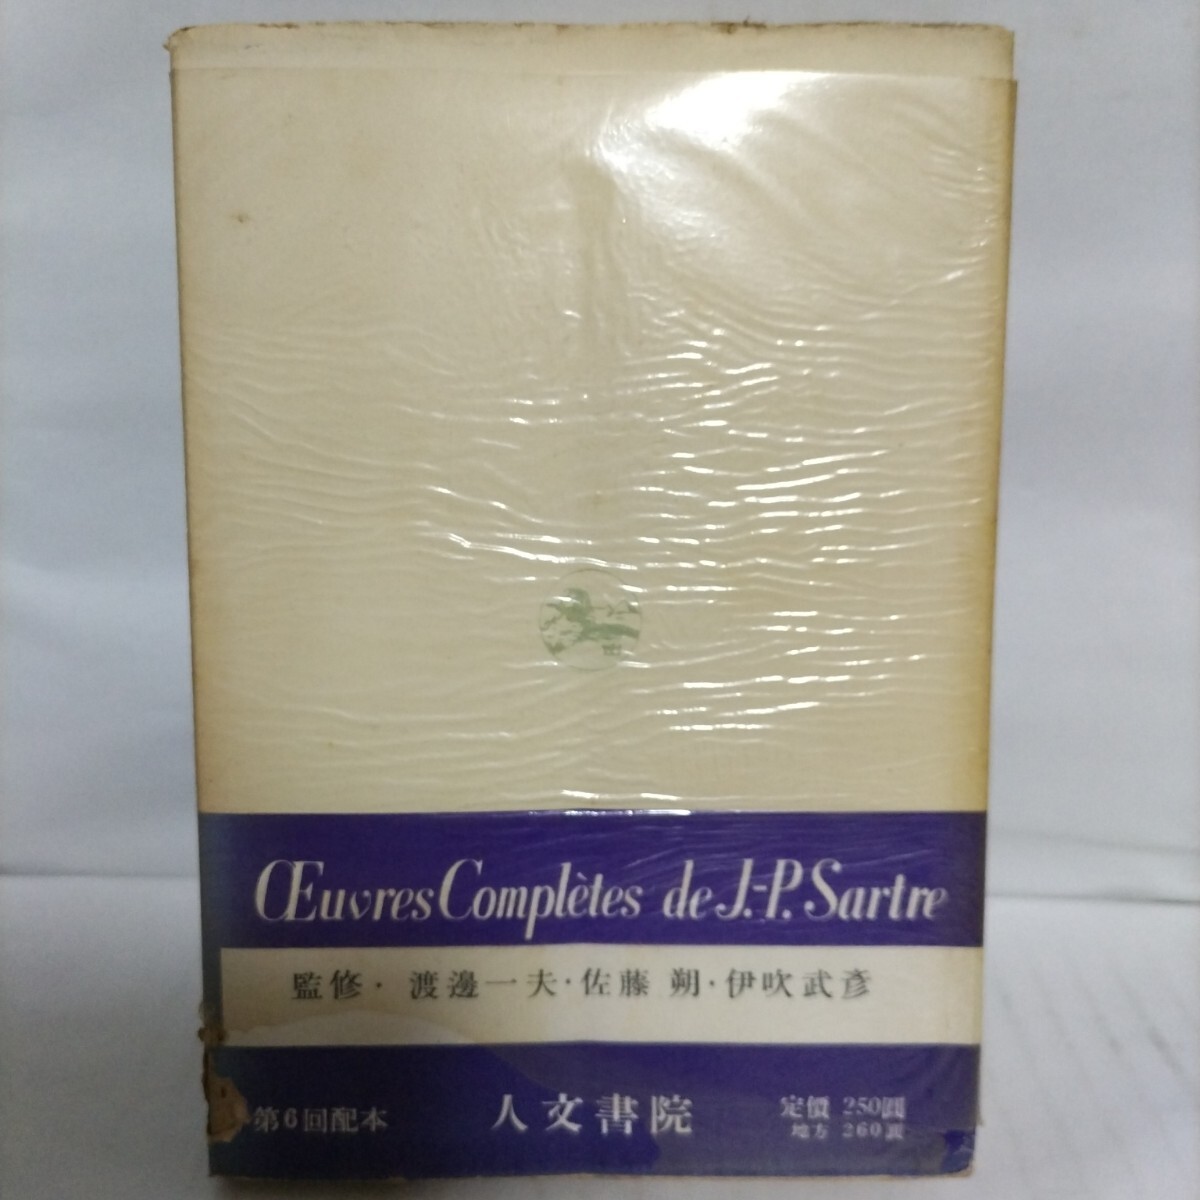 Œuvres Complètes de J.-P. Sartre
監修・渡邊一夫・佐藤 朔・伊吹武彦
第6回配本 人文書院 定價 250圓
地方 260圓